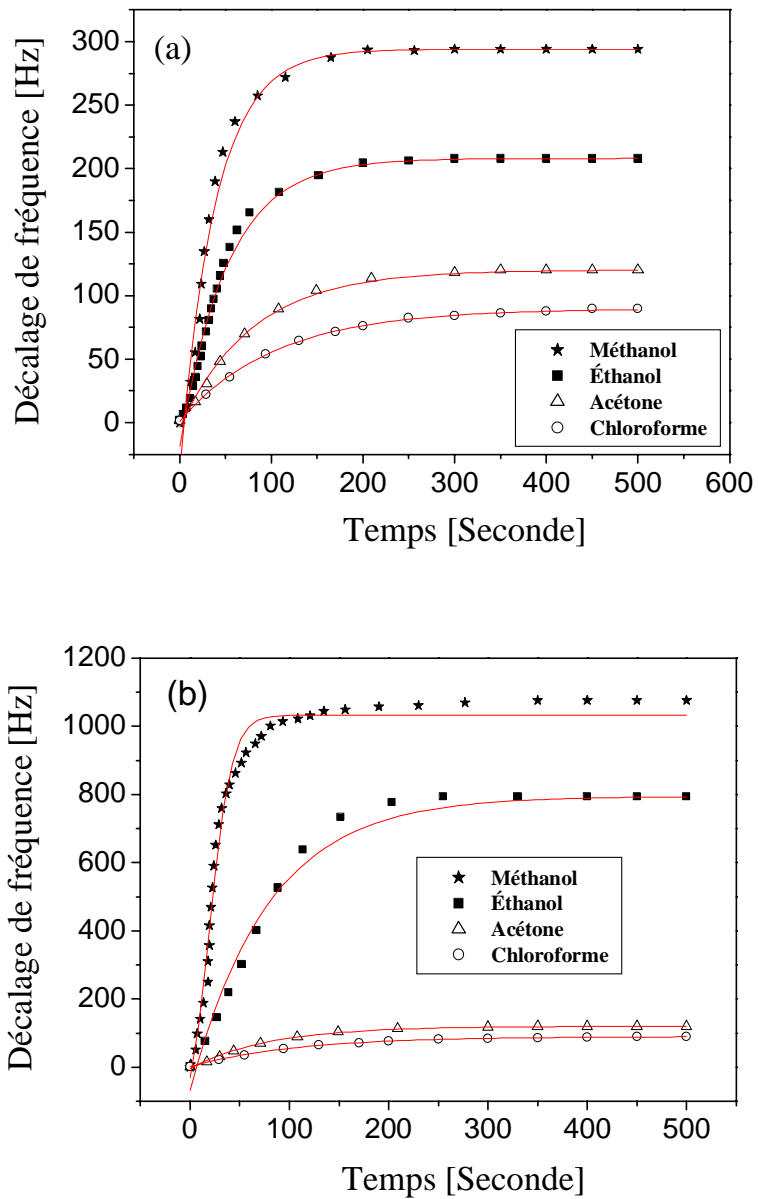 (a)
Décalage de fréquence [Hz]
300
250
200
150
100
50
0
Méthanol
Éthanol
Acétone
Chloroforme
0 100 200 300 400 500 600
Temps [Seconde]
(b)
Décalage de fréquence [Hz]
1200
1000
800
600
400
200
0
Méthanol
Éthanol
Acétone
Chloroforme
0 100 200 300 400 500
Temps [Seconde]